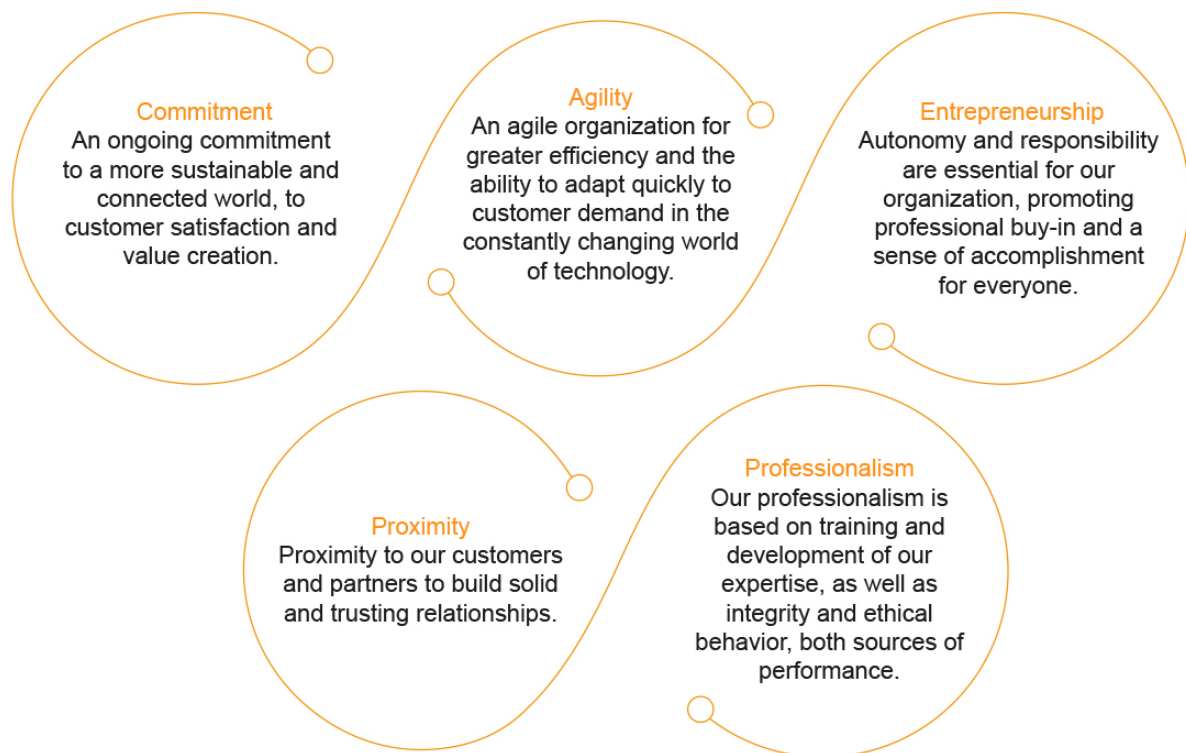 Commitment
An ongoing commitment
to a more sustainable and
connected world, to
customer satisfaction and
value creation.
Agility
An agile organization for
greater efficiency and the
ability to adapt quickly to
customer demand in the
constantly changing world
of technology.
Entrepreneurship
Autonomy and responsibility
are essential for our
organization, promoting
professional buy-in and a
sense of accomplishment
for everyone.
Proximity
Proximity to our customers
and partners to build solid
and trusting relationships.
Professionalism
Our professionalism is
based on training and
development of our
expertise, as well as
integrity and ethical
behavior, both sources of
performance.